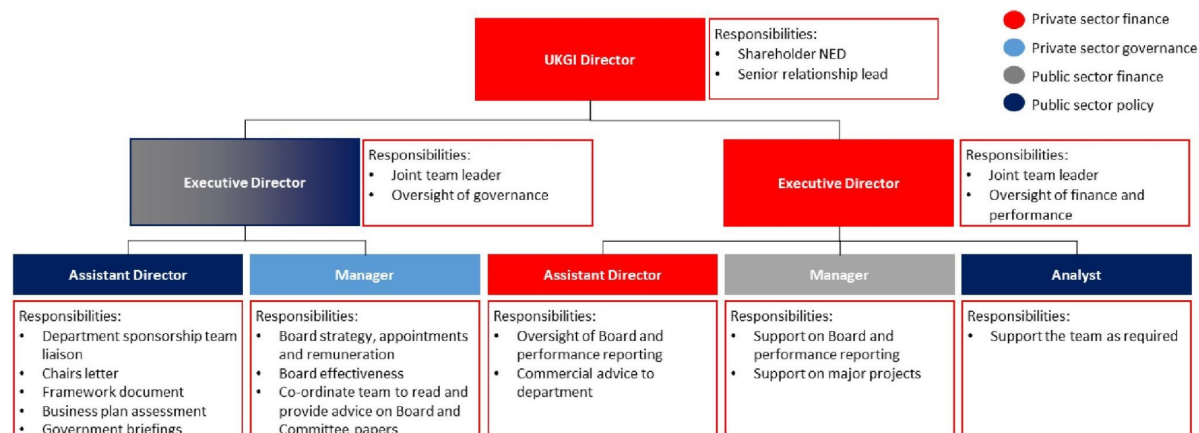 UKGI Director
Responsibilities:
• Shareholder NED
• Senior relationship lead
Private sector finance
Private sector governance
Public sector finance
Public sector policy
Executive Director
Responsibilities:
• Joint team leader
• Oversight of governance
Executive Director
Responsibilities:
• Joint team leader
• Oversight of finance and
performance
Assistant Director
Responsibilities:
• Department sponsorship team
liaison
• Chairs letter
• Framework document
• Business plan assessment
• Government briefings
Manager
Responsibilities:
• Board strategy, appointments
and remuneration
• Board effectiveness
• Co-ordinate team to read and
provide advice on Board and
Committee papers
Assistant Director
Responsibilities:
• Oversight of Board and
performance reporting
• Commercial advice to
department
Manager
Responsibilities:
• Support on Board and
performance reporting
• Support on major projects
Analyst
Responsibilities:
• Support the team as required